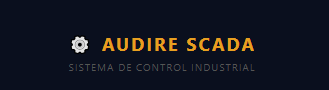 AUDIRE SCADA
SISTEMA DE CONTROL INDUSTRIAL